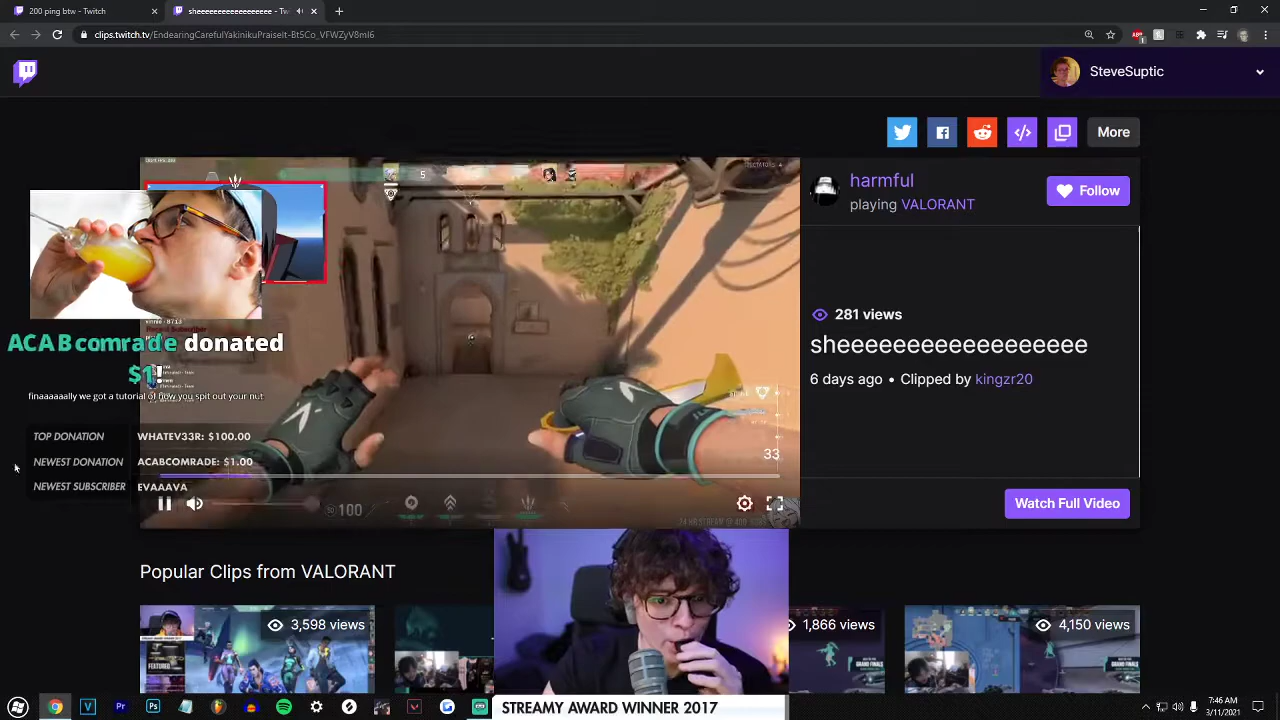 200 ping btw - Twitch
sheeeeeeeeeeeeeeeee - Twi
clips.twitch.tv/EndearingCarefulYakinikuPraiseIt-BtSCo_VFWZyV8mI6
SteveSuptic
More
harmful
playing VALORANT
Follow
5
281 views
sheeeeeeeeeeeeeeeee
6 days ago • Clipped by kingzr20
ACABcomrade donated
$1
finaaaaaally we got a tutorial of how you spit out your nut
TOP DONATION WHATEV33R: $100.00
NEWEST DONATION ACABCOMRADE: $1.00
NEWEST SUBSCRIBER EVAAAVA
33
100
Watch Full Video
Popular Clips from VALORANT
3,598 views
1,866 views
4,150 views
STREAMY AWARD WINNER 2017
7:46 AM
3/11/2021